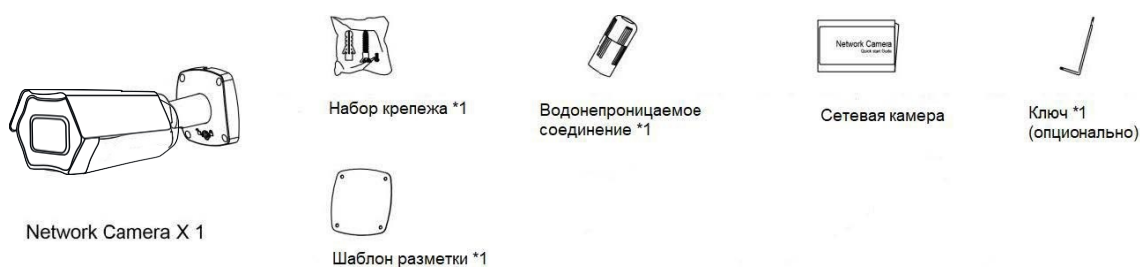 Network Camera
Quick start Guide
Набор крепежа *1
Водонепроницаемое
соединение *1
Сетевая камера
Ключ *1
(опционально)
Network Camera X 1
Шаблон разметки *1